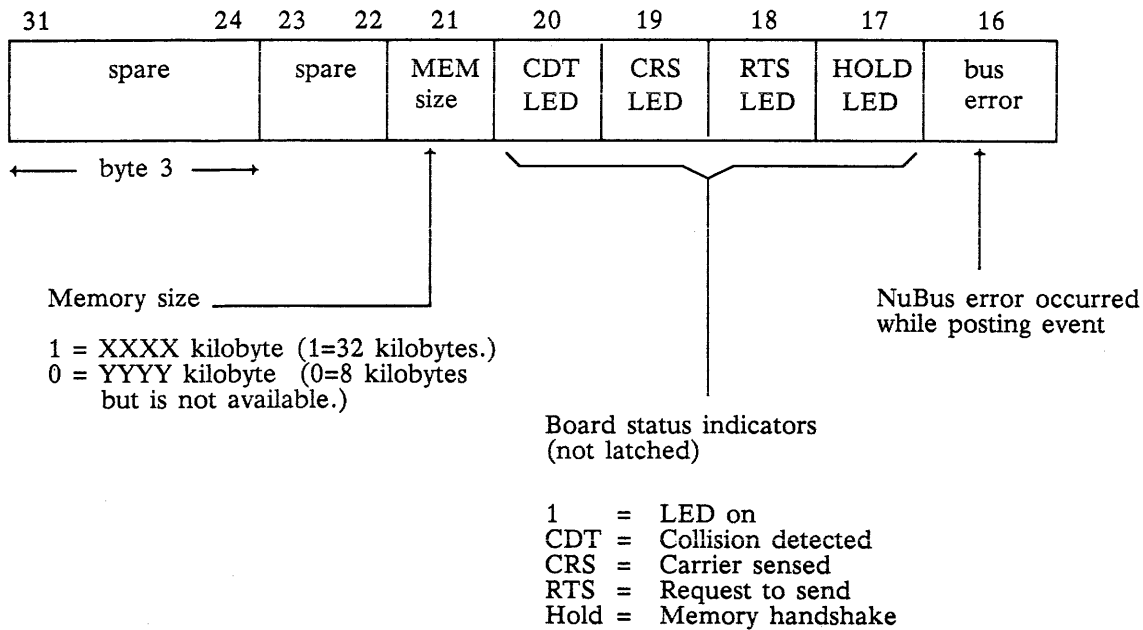 31 24 23 22 21 20 19 18 17 16
spare spare MEM CDT CRS RTS HOLD bus
size LED LED LED LED error
byte 3
Memory size
1 = XXXX kilobyte (1=32 kilobytes.)
0 = YYYY kilobyte (0=8 kilobytes
but is not available.)
NuBus error occurred
while posting event
Board status indicators
(not latched)
1 = LED on
CDT = Collision detected
CRS = Carrier sensed
RTS = Request to send
Hold = Memory handshake